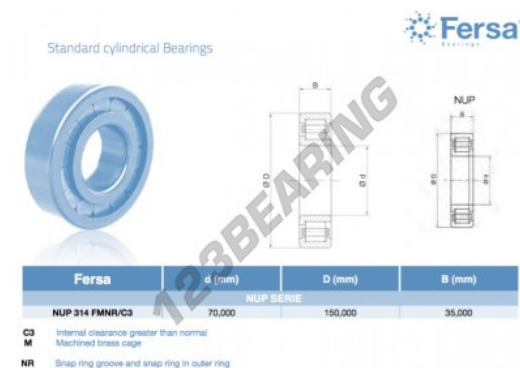 Fersa
Bearings
Standard cylindrical Bearings
B
Ø D
Ø d
NUP
B
Ø D
Ø d
123BEARING
Fersa d (mm) D (mm) B (mm)
NUP SERIE
NUP 314 FMNR/C3 70,000 150,000 35,000
C3 Internal clearance greater than normal
M Machined brass cage
NR Snap ring groove and snap ring in outer ring